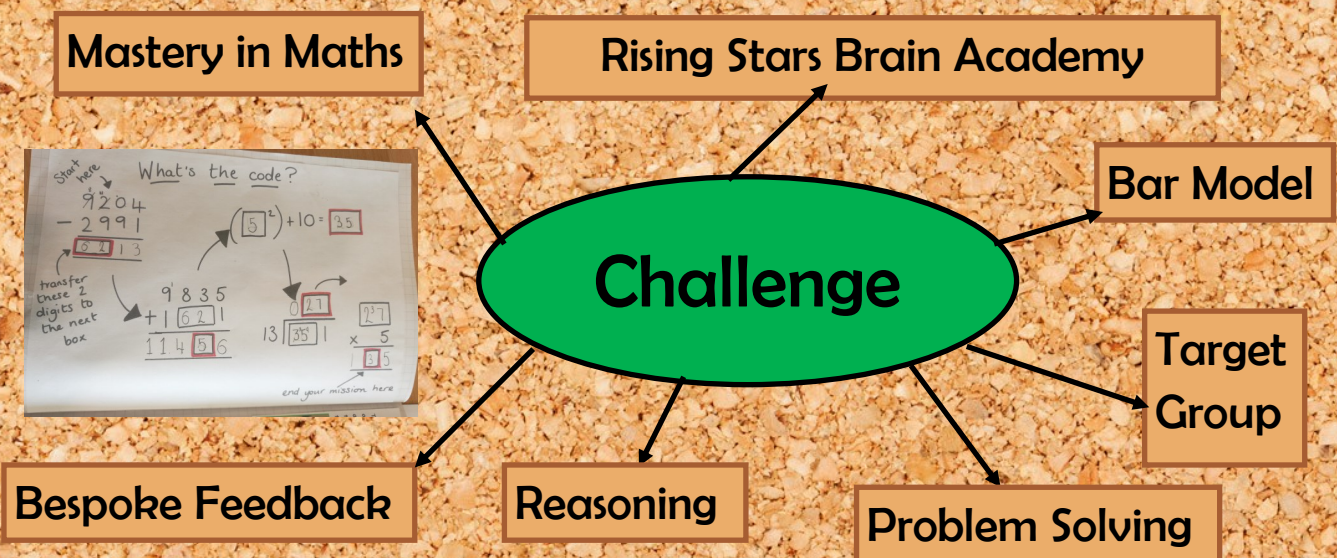 Mastery in Maths
Rising Stars Brain Academy
Bar Model
Challenge
Target
Group
Bespoke Feedback
Reasoning
Problem Solving
What's the code?
Start
here
9204
- 2991
6213
transfer
these 2
digits to
the next
box
9835
+ 1621
11456
(5²) + 10 = 35
027
13 351
27
x 5
135
end your mission here